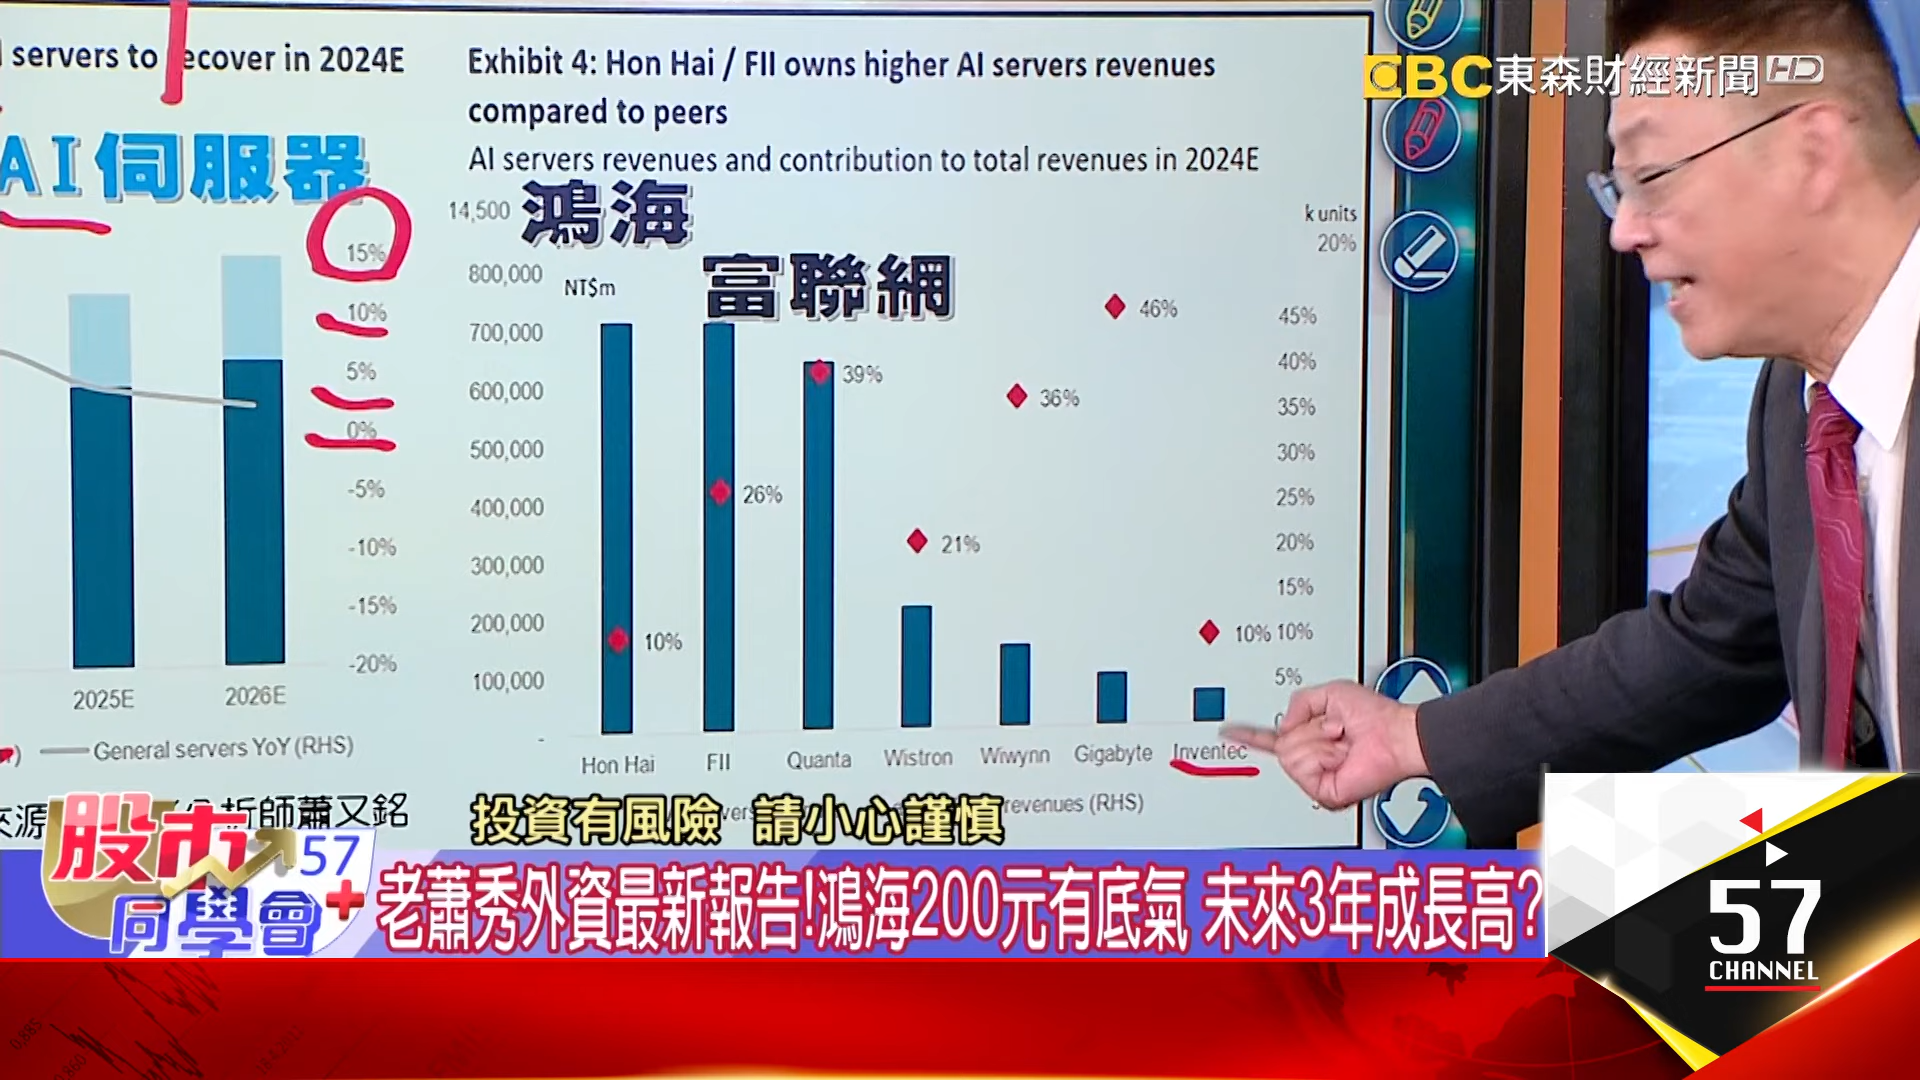 servers to ecover in 2024E
AI伺服器
15%
10%
5%
0%
-5%
-10%
-15%
-20%
2025E
2026E
General servers YoY (RHS)
析師蕭又銘
Exhibit 4: Hon Hai / FII owns higher AI servers revenues
compared to peers
AI servers revenues and contribution to total revenues in 2024E
鴻海
富聯網
14,500
800,000
NT$m
700,000
600,000
500,000
400,000
300,000
200,000
100,000
-
k units
20%
45%
40%
35%
30%
25%
20%
15%
10%
5%
10%
26%
39%
21%
36%
46%
10%
Hon Hai
FII
Quanta
Wistron
Wiwynn
Gigabyte
Inventec
revenues (RHS)
投資有風險 請小心謹慎
EBC東森財經新聞HD
股市
57
同學會+
老蕭秀外資最新報告!鴻海200元有底氣 未來3年成長高?
57
CHANNEL